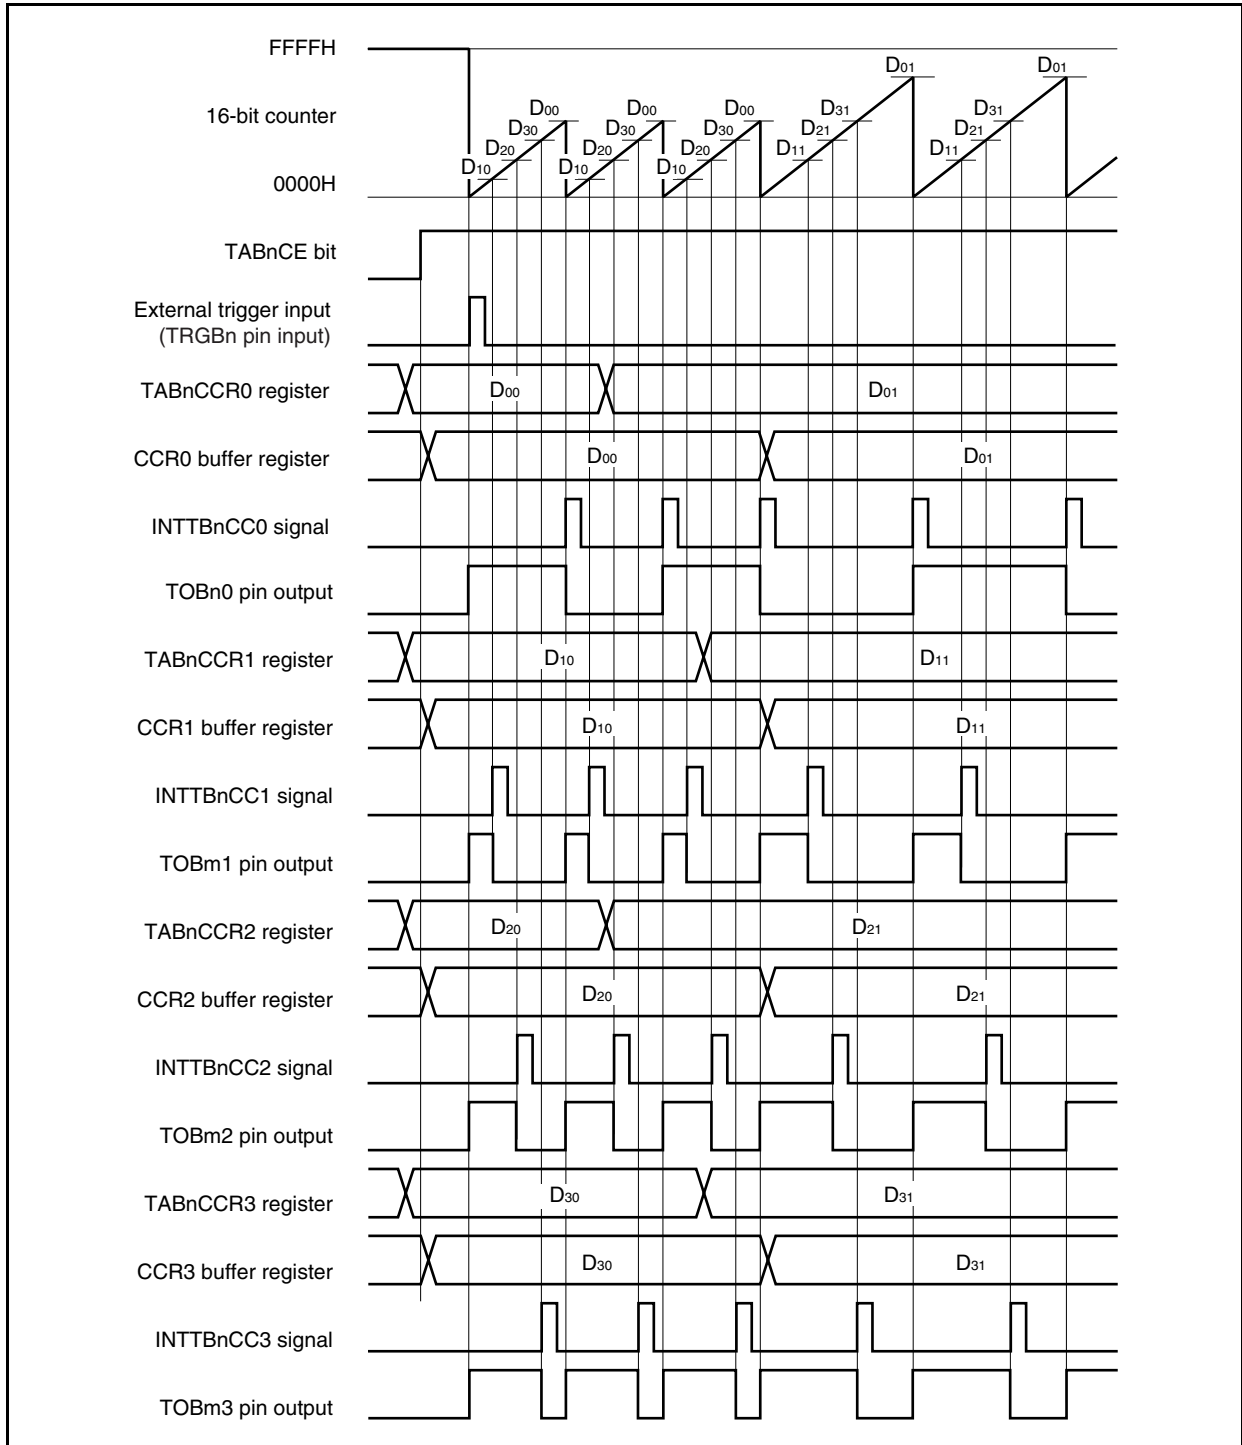 FFFFH
D01 D01
D00 D00 D00 D31 D31
16-bit counter
D30 D30 D30 D21 D21
D20 D20 D20 D11 D11
D10 D10 D10
0000H
TABnCE bit
External trigger input
(TRGBn pin input)
TABnCCR0 register D00 D01
CCR0 buffer register D00 D01
INTTBnCC0 signal
TOBn0 pin output
TABnCCR1 register D10 D11
CCR1 buffer register D10 D11
INTTBnCC1 signal
TOBm1 pin output
TABnCCR2 register D20 D21
CCR2 buffer register D20 D21
INTTBnCC2 signal
TOBm2 pin output
TABnCCR3 register D30 D31
CCR3 buffer register D30 D31
INTTBnCC3 signal
TOBm3 pin output